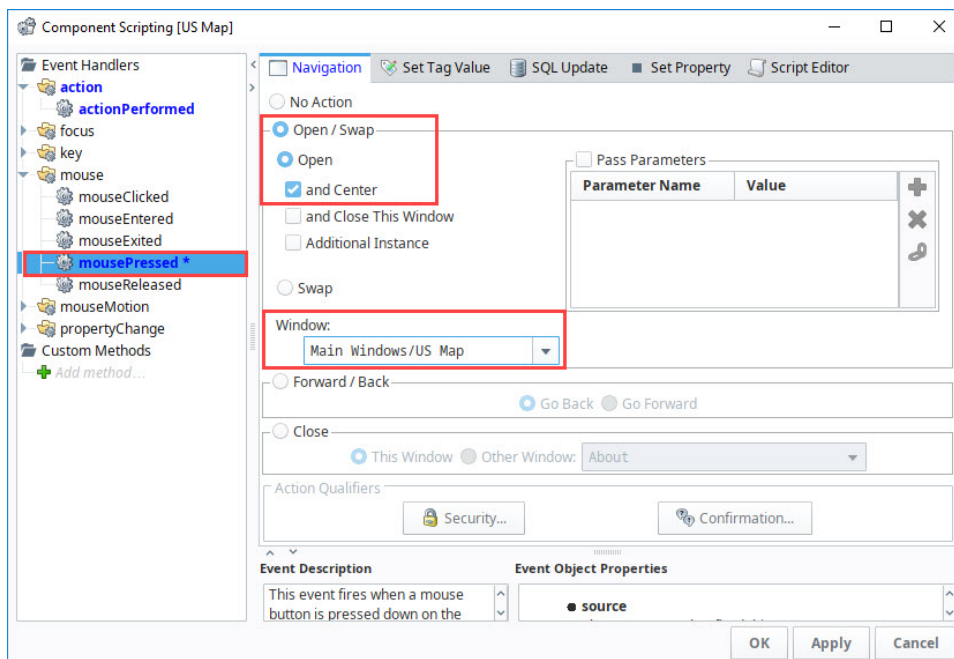 Component Scripting [US Map]
Event Handlers
action
actionPerformed
focus
key
mouse
mouseClicked
mouseEntered
mouseExited
mousePressed *
mouseReleased
mouseMotion
propertyChange
Custom Methods
Add method...
Navigation Set Tag Value SQL Update Set Property Script Editor
No Action
Open / Swap
Open
and Center
and Close This Window
Additional Instance
Swap
Pass Parameters
Parameter Name Value
Window:
Main Windows/US Map
Forward / Back
Go Back Go Forward
Close
This Window Other Window: About
Action Qualifiers
Security... Confirmation...
Event Description
This event fires when a mouse
button is pressed down on the
Event Object Properties
source
OK Apply Cancel